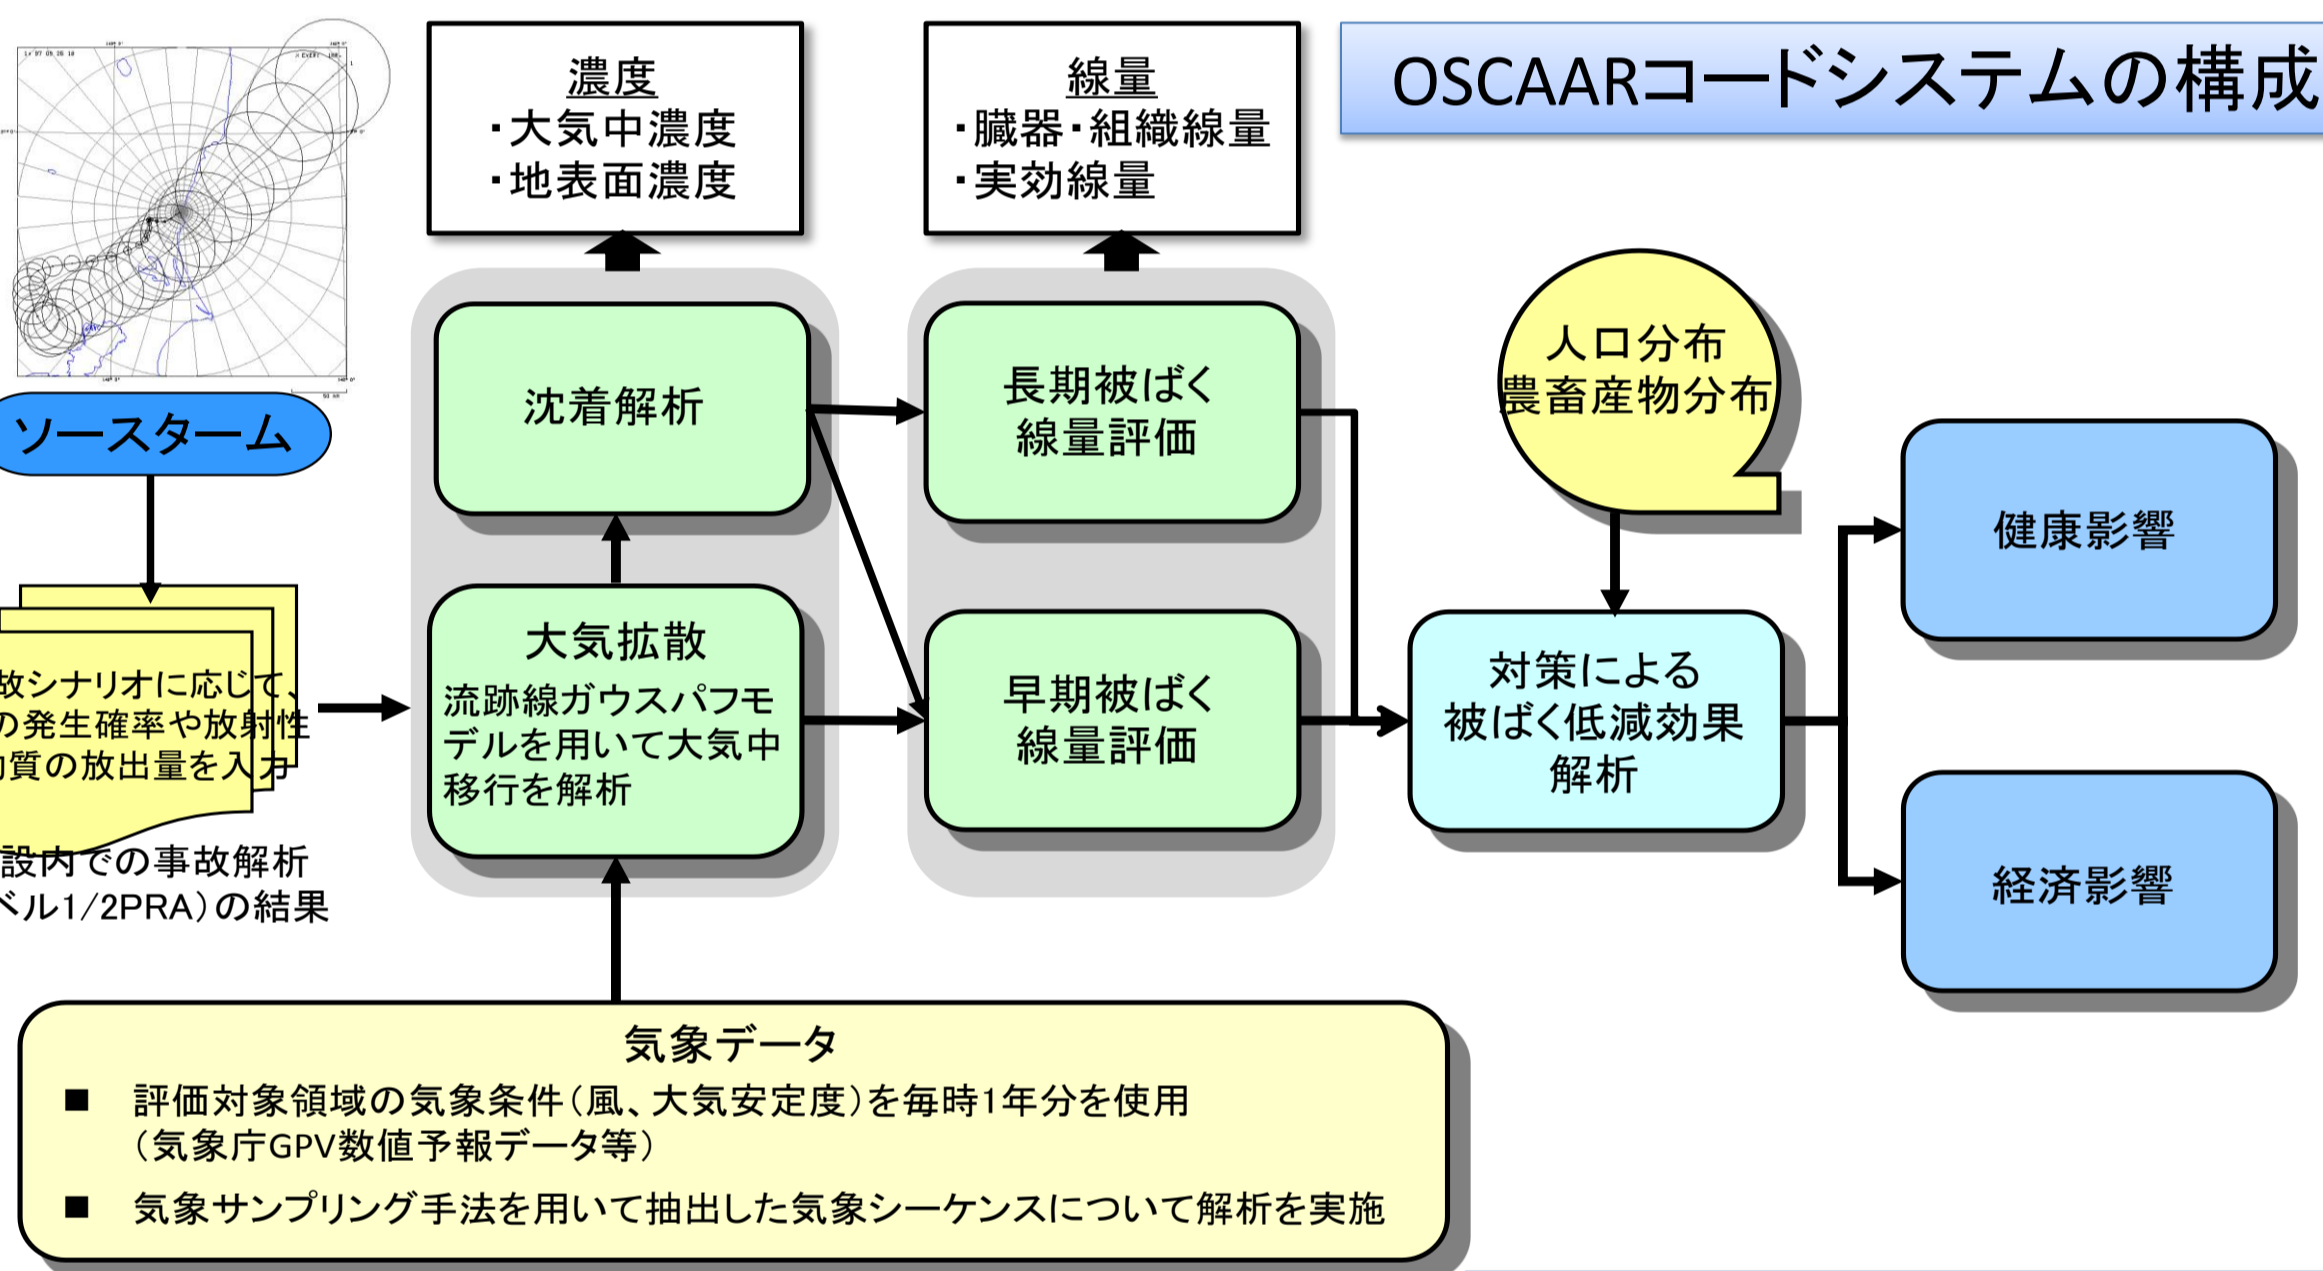 OSCAARコードシステムの構成
濃度
・大気中濃度
・地表面濃度
線量
・臓器・組織線量
・実効線量
ソースターム
故シナリオに応じて、
の発生確率や放射性
質の放出量を入力
設内での事故解析
ベル1/2PRA)の結果
沈着解析
大気拡散
流跡線ガウスパフモ
デルを用いて大気中
移行を解析
長期被ばく
線量評価
早期被ばく
線量評価
人口分布
農畜産物分布
対策による
被ばく低減効果
解析
健康影響
経済影響
気象データ
■ 評価対象領域の気象条件(風、大気安定度)を毎時1年分を使用
(気象庁GPV数値予報データ等)
■ 気象サンプリング手法を用いて抽出した気象シーケンスについて解析を実施